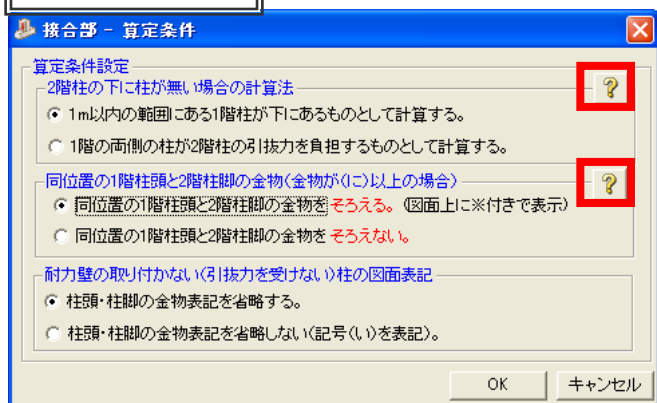 接合部 - 算定条件
算定条件設定
2階柱の下に柱が無い場合の計算法
?
1m以内の範囲にある1階柱が下にあるものとして計算する。
1階の両側の柱が2階柱の引抜力を負担するものとして計算する。
同位置の1階柱頭と2階柱脚の金物(金物が(に)以上の場合)
?
同位置の1階柱頭と2階柱脚の金物を そろえる。 (図面上に※付きで表示)
同位置の1階柱頭と2階柱脚の金物を そろえない。
耐力壁の取り付かない(引抜力を受けない)柱の図面表記
柱頭・柱脚の金物表記を省略する。
柱頭・柱脚の金物表記を省略しない(記号(い)を表記)。
OK キャンセル